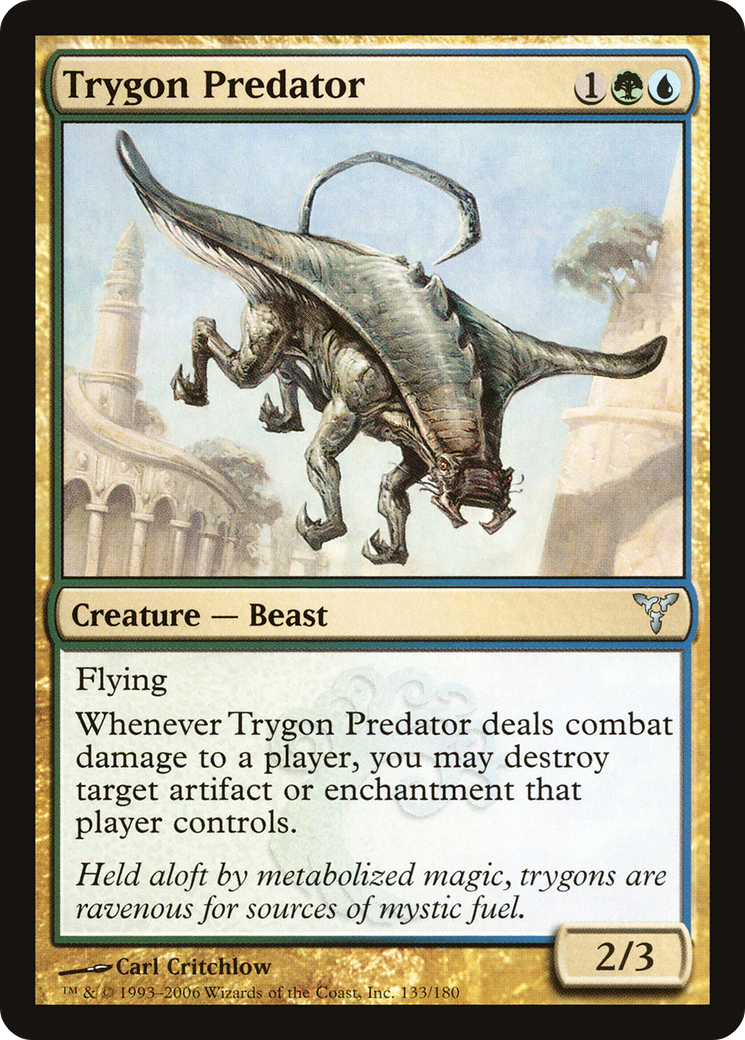 Trygon Predator 1
Creature — Beast
Flying
Whenever Trygon Predator deals combat
damage to a player, you may destroy
target artifact or enchantment that
player controls.
Held aloft by metabolized magic, trygons are
ravenous for sources of mystic fuel.
2/3
Carl Critchlow
™ & © 1993–2006 Wizards of the Coast, Inc. 133/180